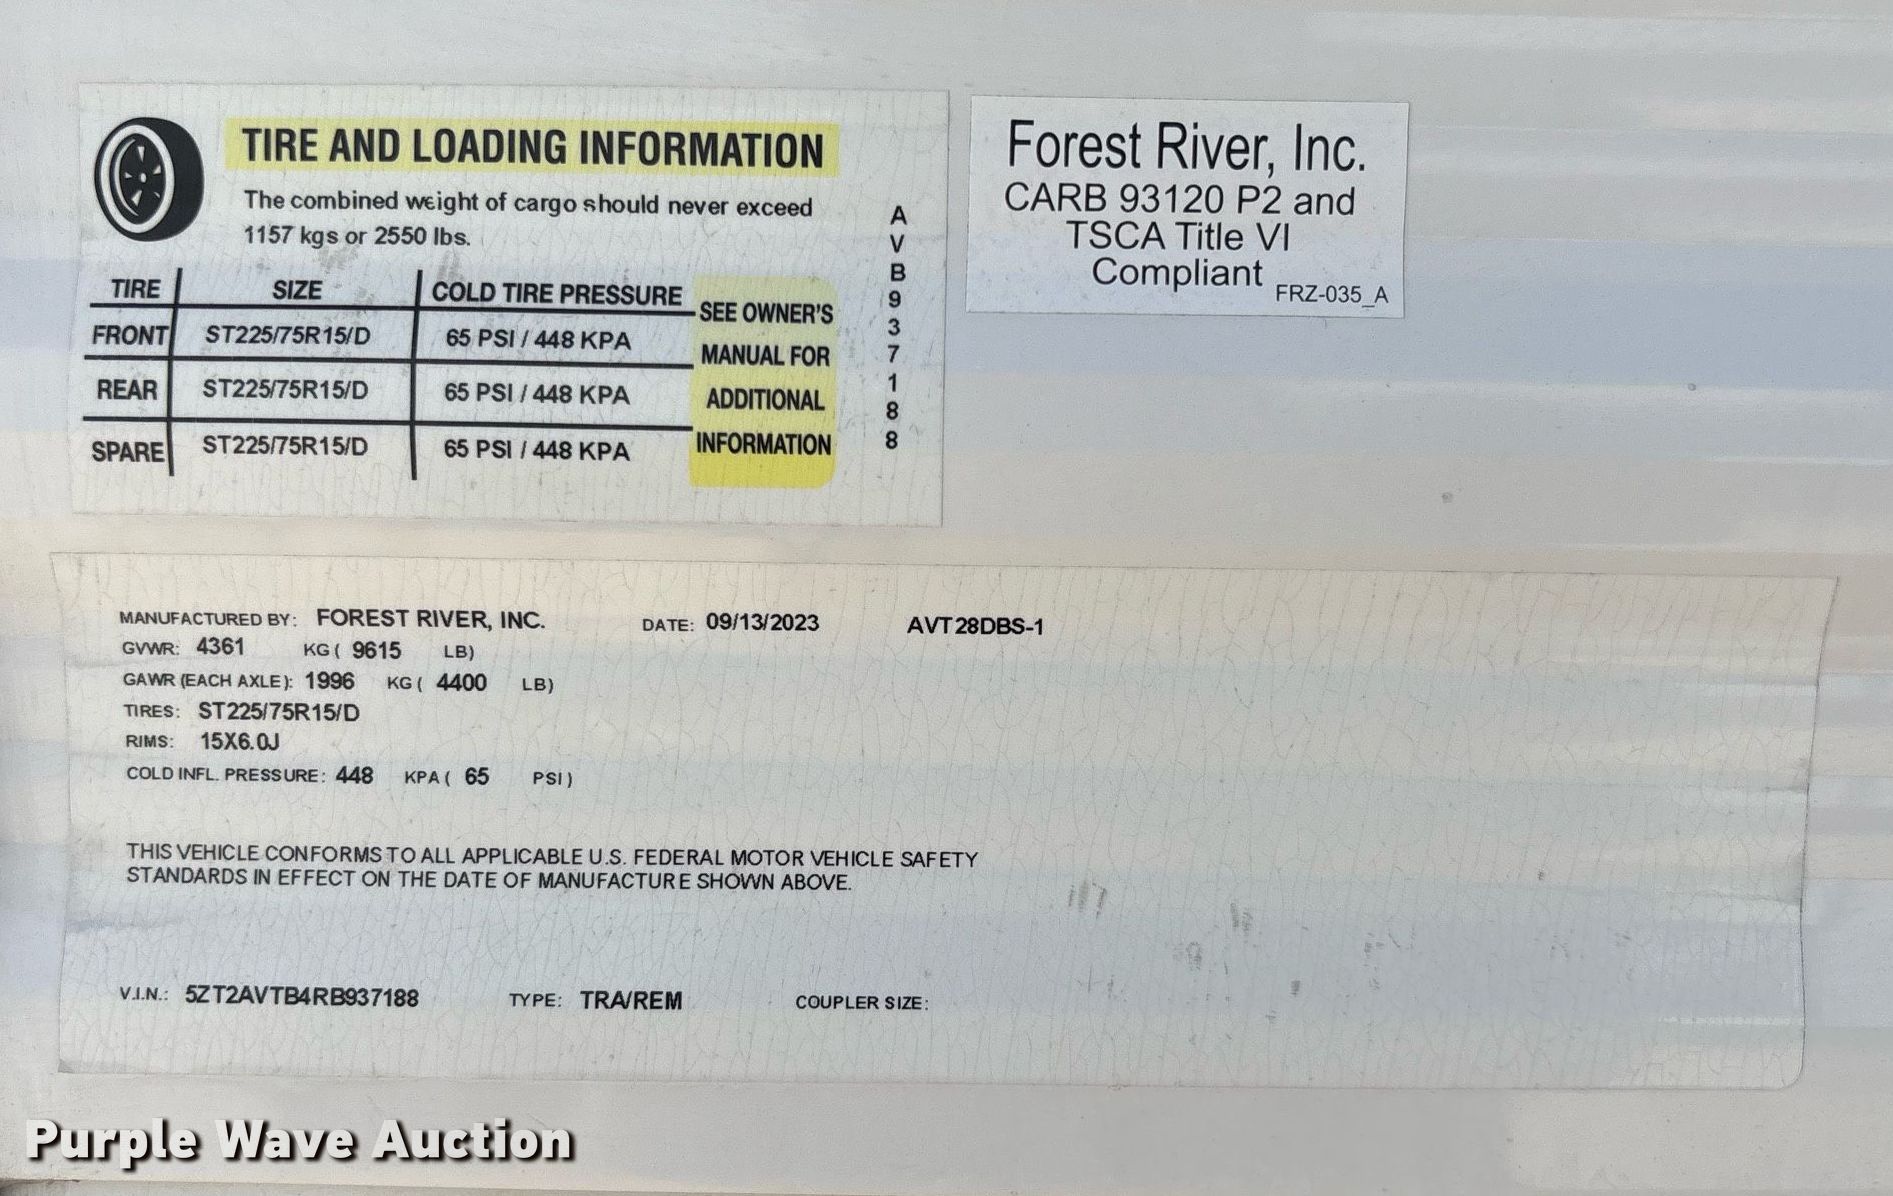 TIRE AND LOADING INFORMATION
The combined weight of cargo should never exceed
1157 kgs or 2550 lbs.
TIRE SIZE COLD TIRE PRESSURE
FRONT ST225/75R15/D 65 PSI / 448 KPA
REAR ST225/75R15/D 65 PSI / 448 KPA
SPARE ST225/75R15/D 65 PSI / 448 KPA
SEE OWNER'S
MANUAL FOR
ADDITIONAL
INFORMATION
A
V
B
9
3
7
1
8
8
Forest River, Inc.
CARB 93120 P2 and
TSCA Title VI
Compliant
FRZ-035_A
MANUFACTURED BY: FOREST RIVER, INC. DATE: 09/13/2023 AVT28DBS-1
GVWR: 4361 KG ( 9615 LB)
GAWR (EACH AXLE): 1996 KG ( 4400 LB)
TIRES: ST225/75R15/D
RIMS: 15X6.0J
COLD INFL. PRESSURE: 448 KPA ( 65 PSI )
THIS VEHICLE CONFORMS TO ALL APPLICABLE U.S. FEDERAL MOTOR VEHICLE SAFETY
STANDARDS IN EFFECT ON THE DATE OF MANUFACTURE SHOWN ABOVE.
V.I.N.: 5ZT2AVTB4RB937188 TYPE: TRA/REM COUPLER SIZE:
Purple Wave Auction